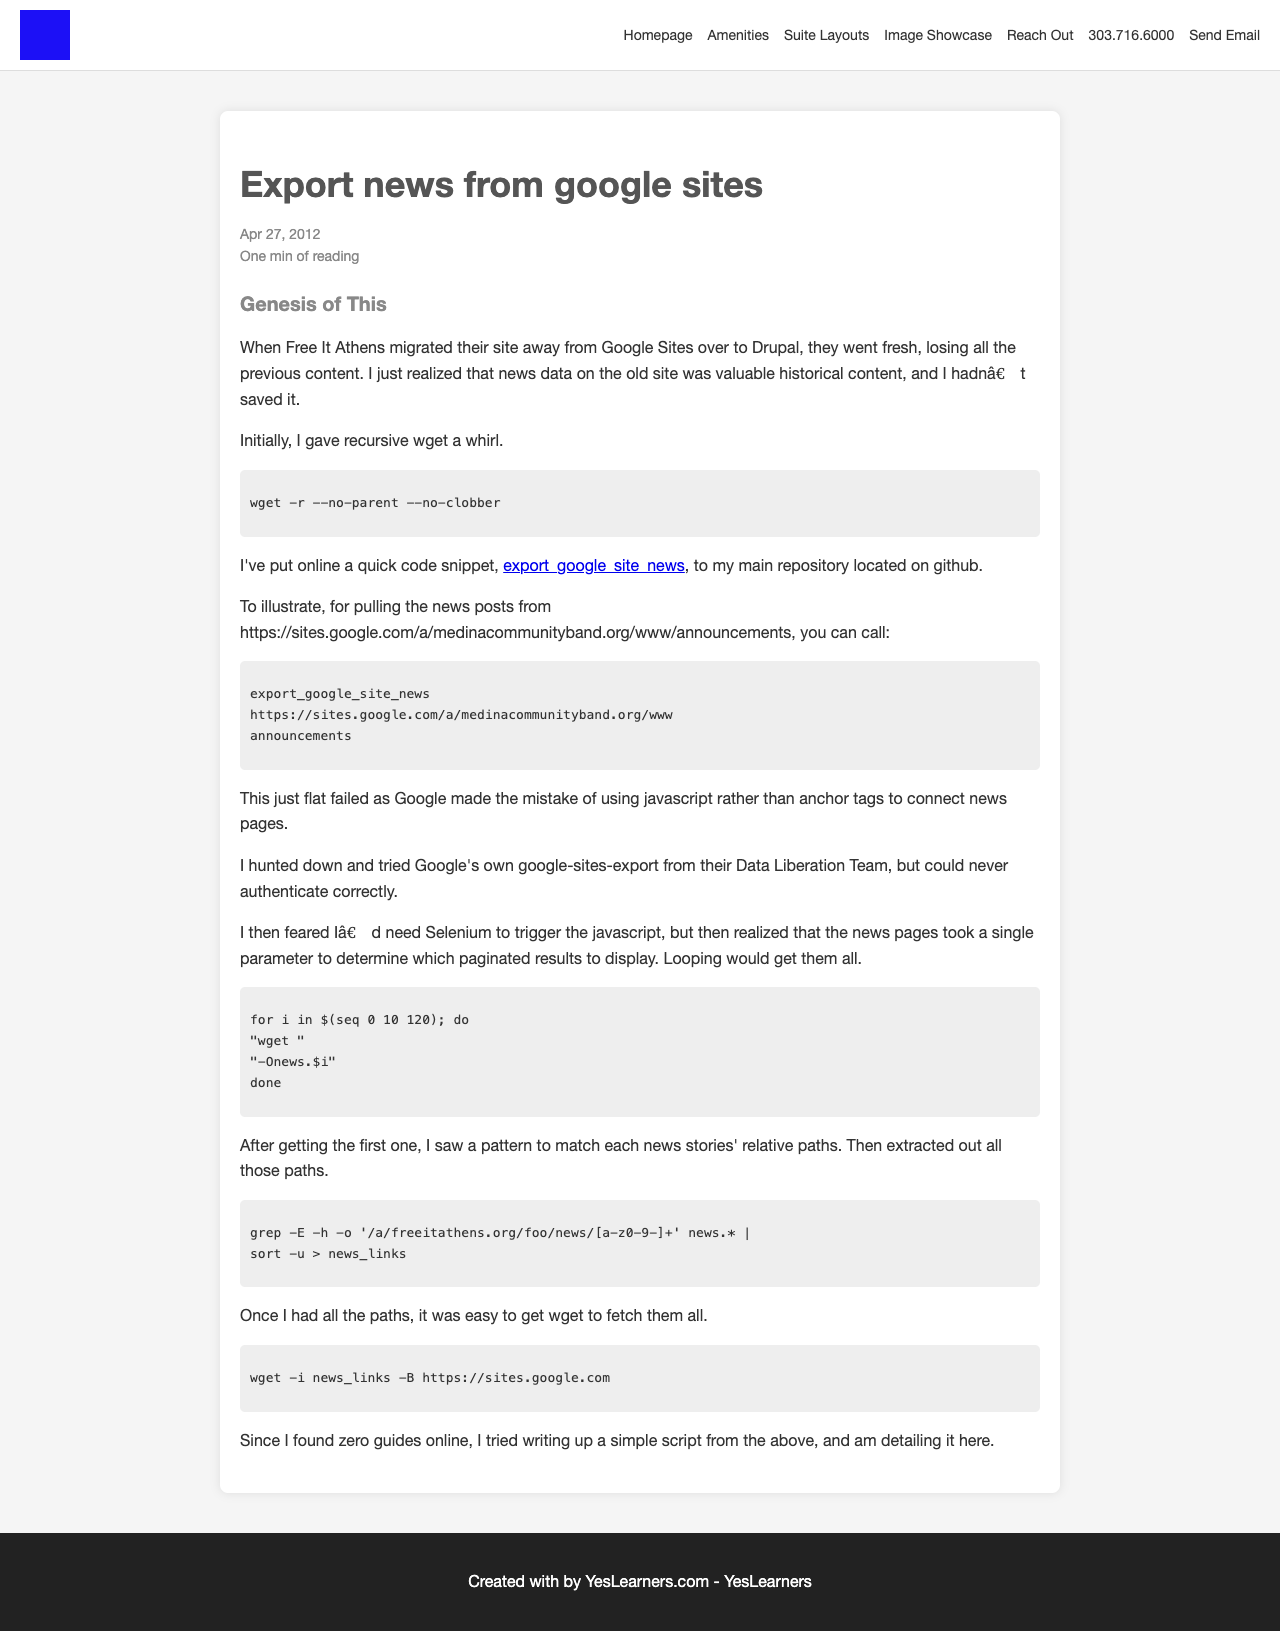 Homepage Amenities Suite Layouts Image Showcase Reach Out 303.716.6000 Send Email
Export news from google sites
Apr 27, 2012
One min of reading
Genesis of This
When Free It Athens migrated their site away from Google Sites over to Drupal, they went fresh, losing all the
previous content. I just realized that news data on the old site was valuable historical content, and I hadnâ€ t
saved it.
Initially, I gave recursive wget a whirl.
wget -r --no-parent --no-clobber
I've put online a quick code snippet, export_google_site_news, to my main repository located on github.
To illustrate, for pulling the news posts from
https://sites.google.com/a/medinacommunityband.org/www/announcements, you can call:
export_google_site_news
https://sites.google.com/a/medinacommunityband.org/www
announcements
This just flat failed as Google made the mistake of using javascript rather than anchor tags to connect news
pages.
I hunted down and tried Google's own google-sites-export from their Data Liberation Team, but could never
authenticate correctly.
I then feared Iâ€ d need Selenium to trigger the javascript, but then realized that the news pages took a single
parameter to determine which paginated results to display. Looping would get them all.
for i in $(seq 0 10 120); do
"wget "
"-Onews.$i"
done
After getting the first one, I saw a pattern to match each news stories' relative paths. Then extracted out all
those paths.
grep -E -h -o '/a/freeitathens.org/foo/news/[a-z0-9-]+' news.* |
sort -u > news_links
Once I had all the paths, it was easy to get wget to fetch them all.
wget -i news_links -B https://sites.google.com
Since I found zero guides online, I tried writing up a simple script from the above, and am detailing it here.
Created with by YesLearners.com - YesLearners